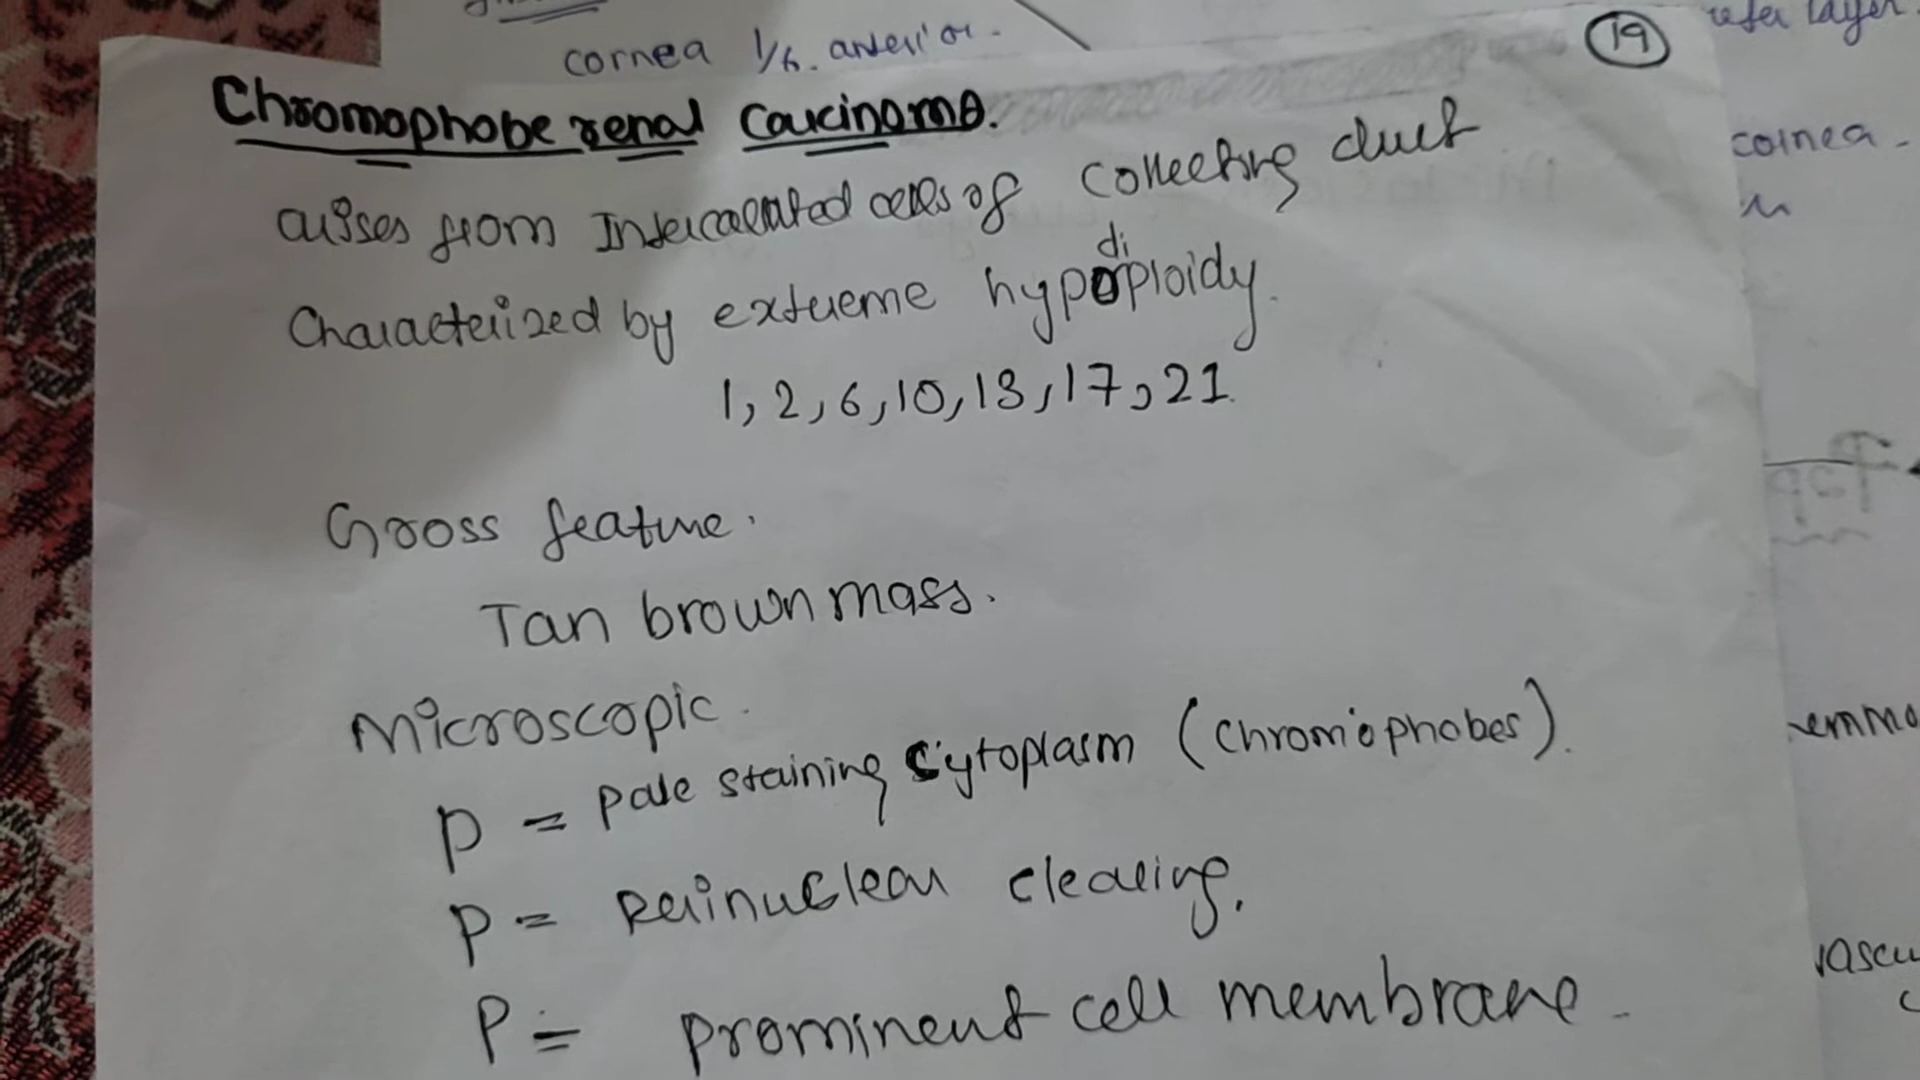 cornea 1/6. anterior.
19
refer layer.
Chromophobe renal Carcinoma.
cornea.
arises from Intercalated cells of collecting duct
di
Characterized by extreme hypoploidy.
1, 2, 6, 10, 13, 17, 21
Gross feature.
Tan brown mass.
Microscopic.
P = pale staining cytoplasm (chromophobes).
P = Perinuclear clearing.
P = prominent cell membrane.